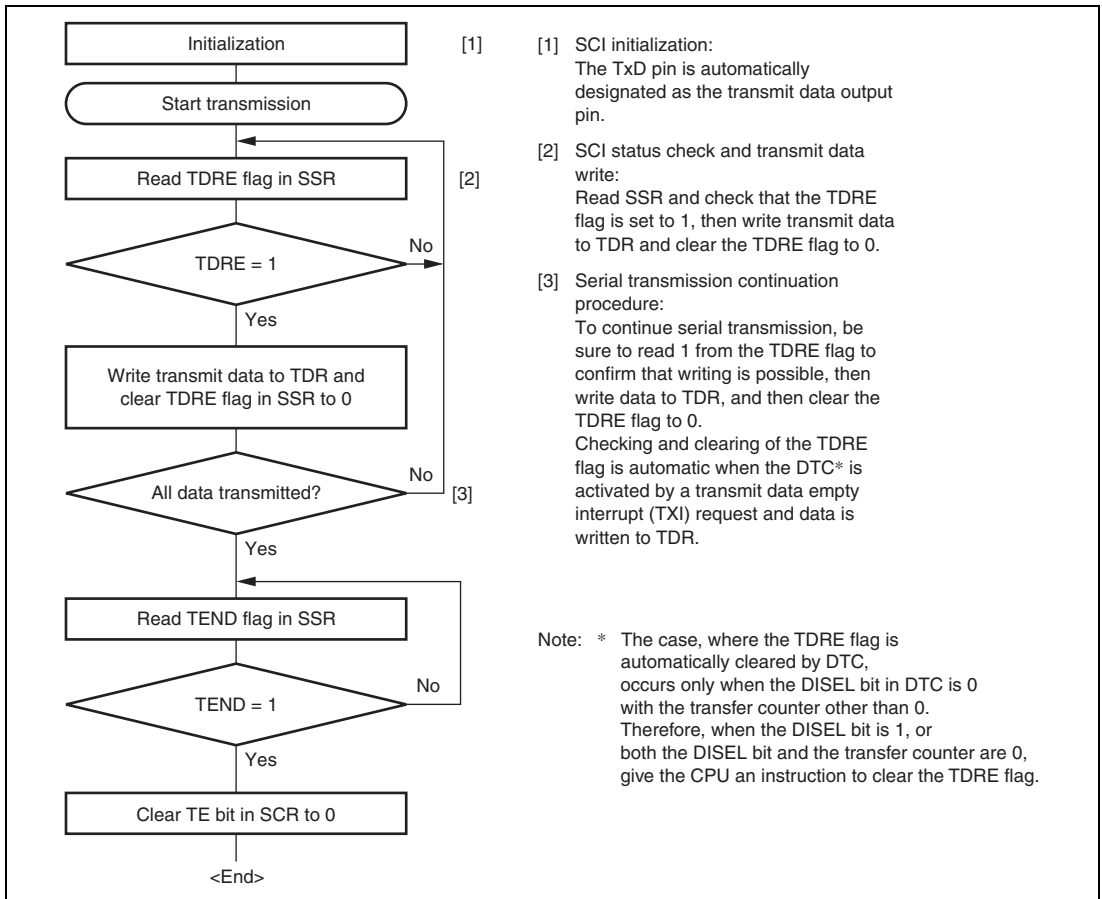 Initialization
[1]
Start transmission
Read TDRE flag in SSR
[2]
TDRE = 1
No
Yes
Write transmit data to TDR and
clear TDRE flag in SSR to 0
All data transmitted?
No
[3]
Yes
Read TEND flag in SSR
TEND = 1
No
Yes
Clear TE bit in SCR to 0
<End>
[1] SCI initialization:
The TxD pin is automatically
designated as the transmit data output
pin.
[2] SCI status check and transmit data
write:
Read SSR and check that the TDRE
flag is set to 1, then write transmit data
to TDR and clear the TDRE flag to 0.
[3] Serial transmission continuation
procedure:
To continue serial transmission, be
sure to read 1 from the TDRE flag to
confirm that writing is possible, then
write data to TDR, and then clear the
TDRE flag to 0.
Checking and clearing of the TDRE
flag is automatic when the DTC* is
activated by a transmit data empty
interrupt (TXI) request and data is
written to TDR.
Note: * The case, where the TDRE flag is
automatically cleared by DTC,
occurs only when the DISEL bit in DTC is 0
with the transfer counter other than 0.
Therefore, when the DISEL bit is 1, or
both the DISEL bit and the transfer counter are 0,
give the CPU an instruction to clear the TDRE flag.